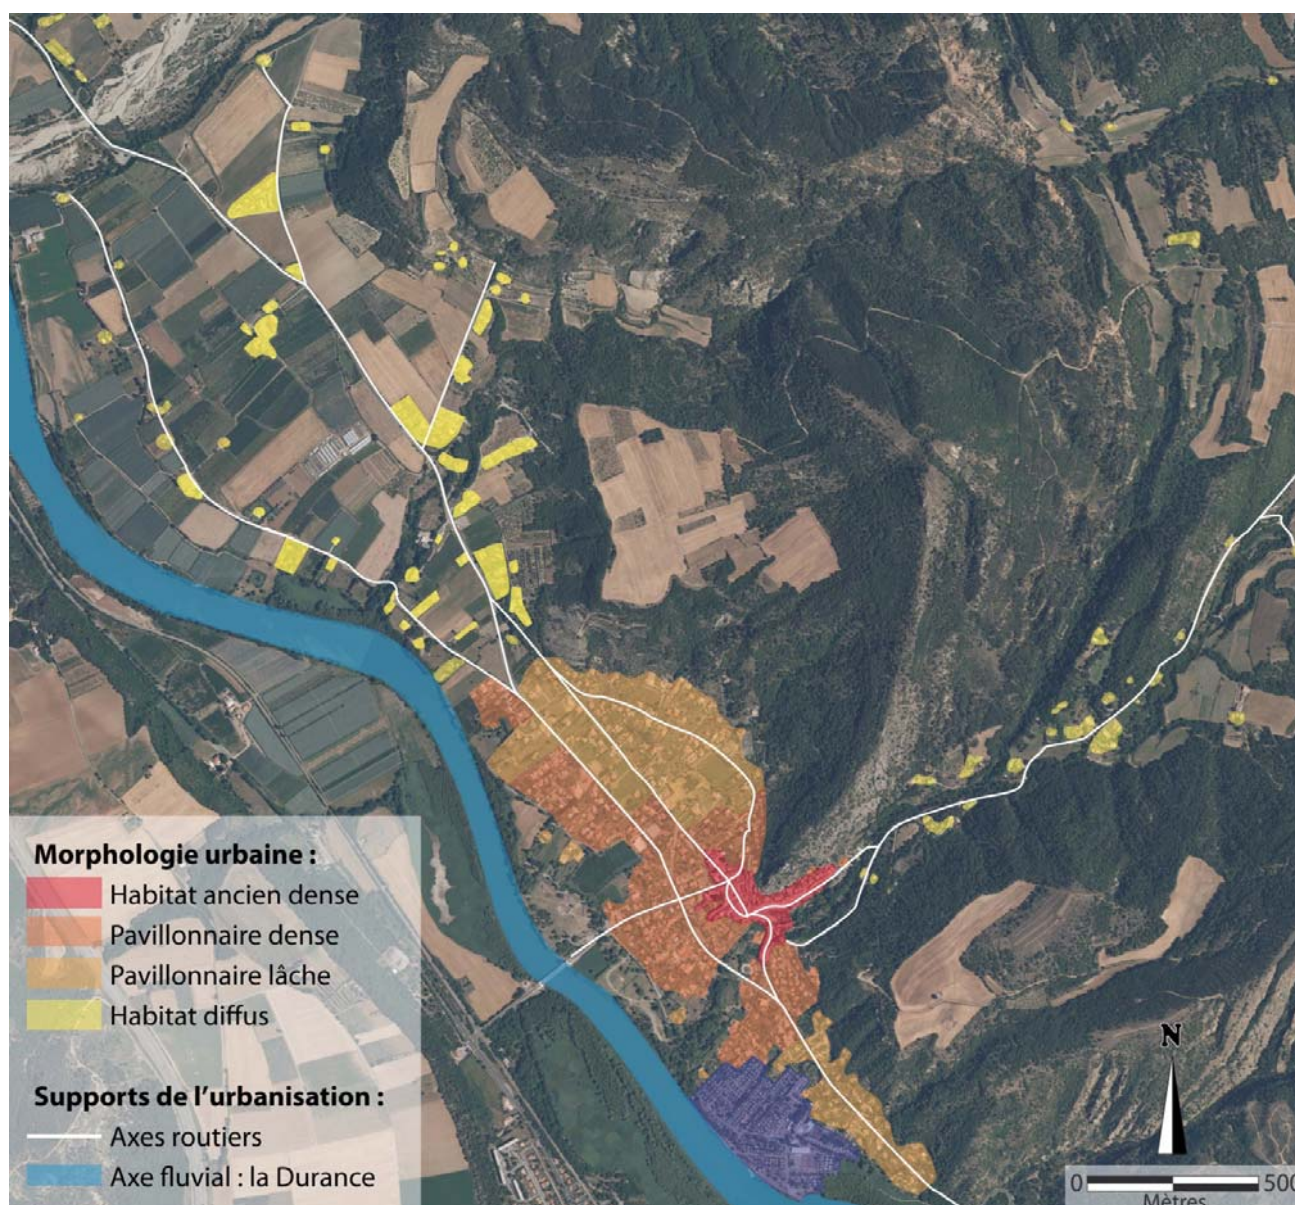 Morphologie urbaine :
Habitat ancien dense
Pavillonnaire dense
Pavillonnaire lâche
Habitat diffus
Supports de l'urbanisation :
Axes routiers
Axe fluvial : la Durance
N
0 500
Mètres